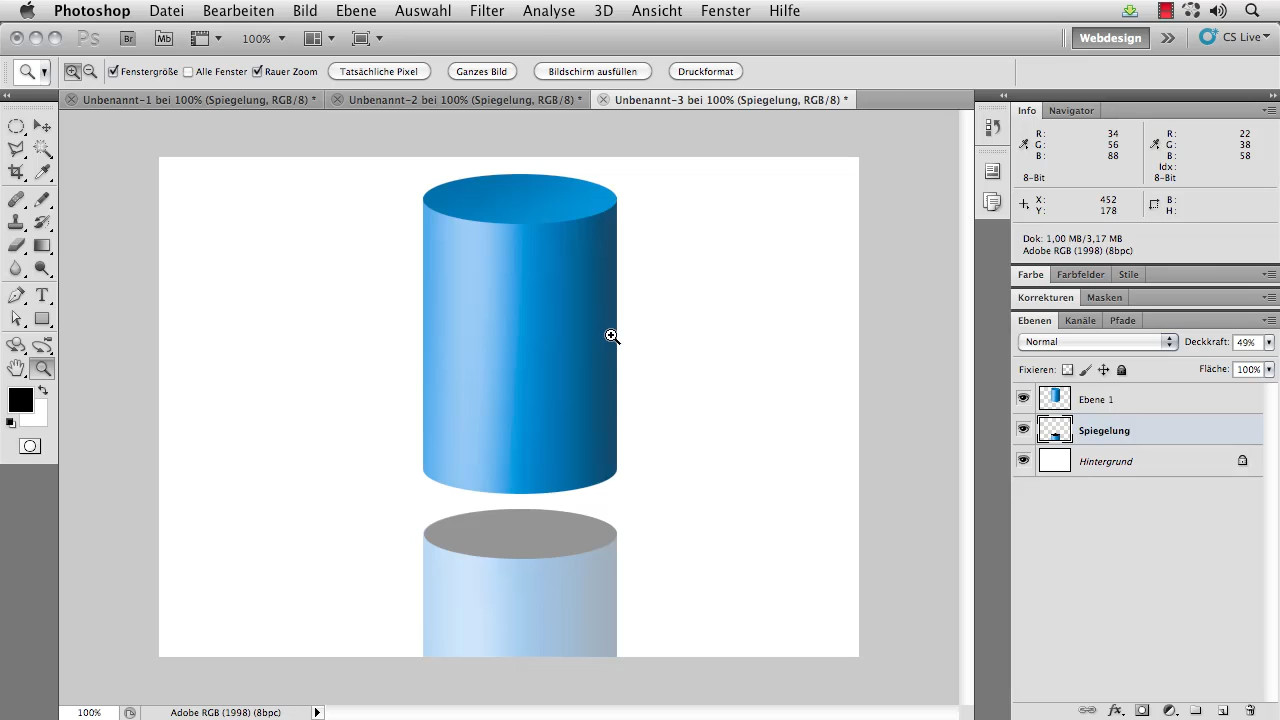 Photoshop Datei Bearbeiten Bild Ebene Auswahl Filter Analyse 3D Ansicht Fenster Hilfe
Ps Br Mb 100% Webdesign CS Live
Fenstergröße Alle Fenster Rauer Zoom Tatsächliche Pixel Ganzes Bild Bildschirm ausfüllen Druckformat
Unbenannt-1 bei 100% (Spiegelung, RGB/8) * Unbenannt-2 bei 100% (Spiegelung, RGB/8) * Unbenannt-3 bei 100% (Spiegelung, RGB/8) *
Info Navigator
R: 34 R: 22
G: 56 G: 38
B: 88 B: 58
Idx:
8-Bit 8-Bit
X: 452 B:
Y: 178 H:
Dok: 1,00 MB/3,17 MB
Adobe RGB (1998) (8bpc)
Farbe Farbfelder Stile
Korrekturen Masken
Ebenen Kanäle Pfade
Normal Deckkraft: 49%
Fixieren: Fläche: 100%
Ebene 1
Spiegelung
Hintergrund
T
fx
100% Adobe RGB (1998) (8bpc)